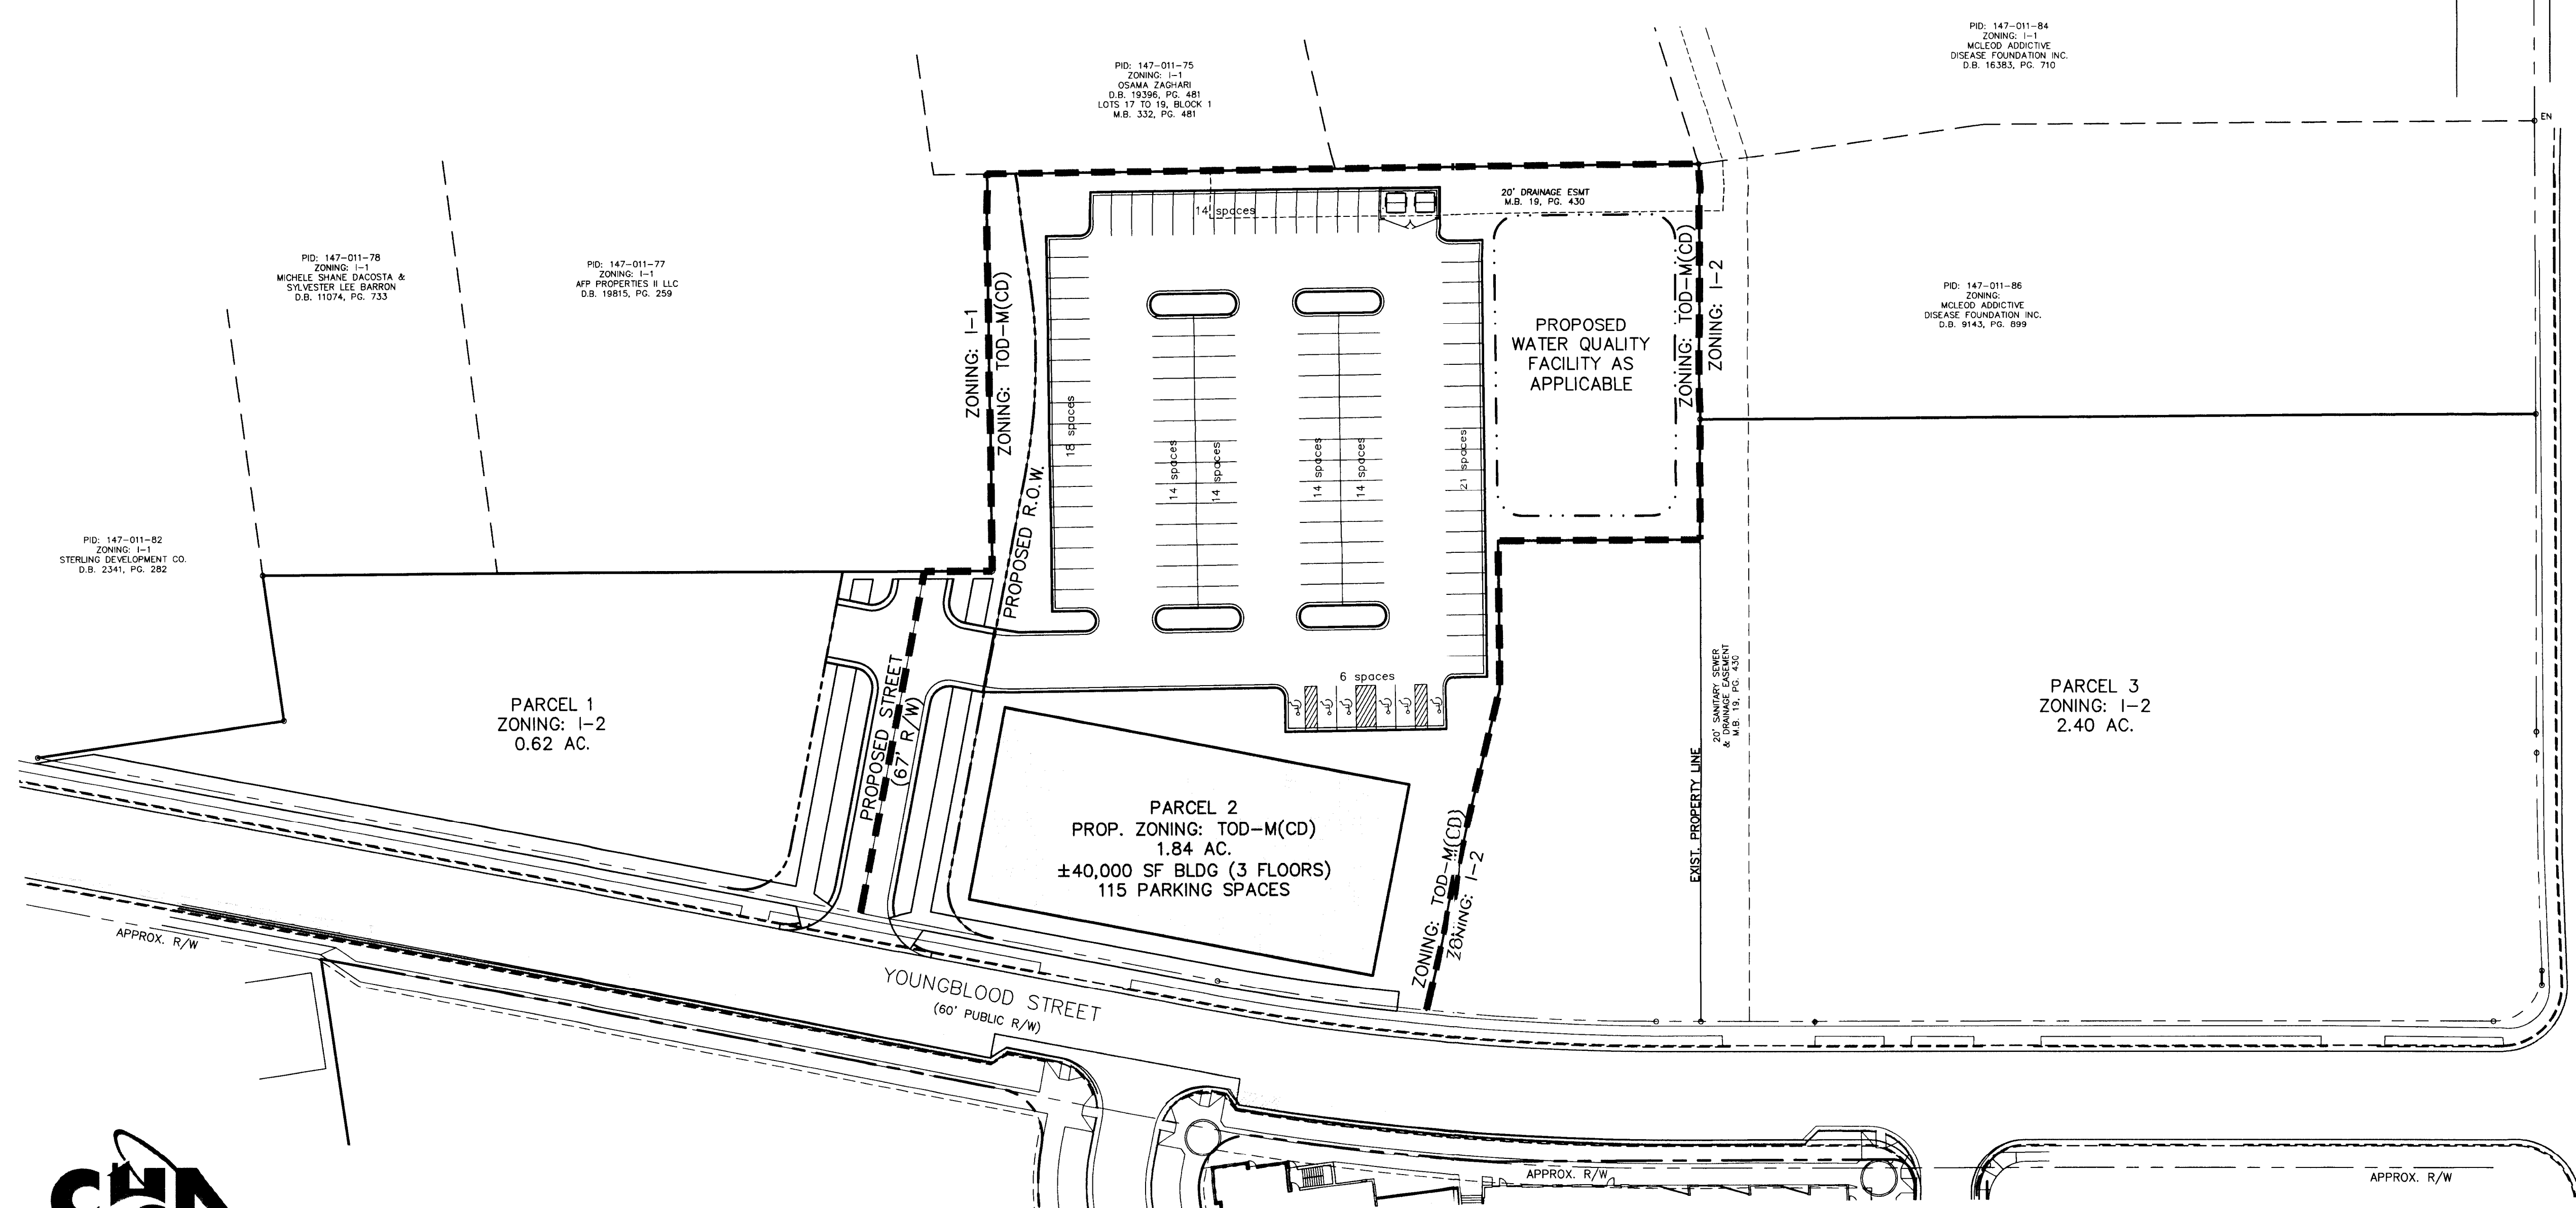 PID: 147-011-84
ZONING: I-1
MCLEOD ADDICTIVE
DISEASE FOUNDATION INC.
D.B. 16383, PG. 710
PID: 147-011-75
ZONING: I-1
OSAMA ZAGHARI
D.B. 19396, PG. 481
LOTS 17 TO 19, BLOCK 1
M.B. 332, PG. 481
EN
20' DRAINAGE ESMT
M.B. 19, PG. 430
14 spaces
PID: 147-011-78
ZONING: I-1
MICHELE SHANE DACOSTA &
SYLVESTER LEE BARRON
D.B. 11074, PG. 733
PID: 147-011-77
ZONING: I-1
AFP PROPERTIES II LLC
D.B. 19815, PG. 259
ZONING: I-1
ZONING: TOD-M(CD)
PROPOSED
WATER QUALITY
FACILITY AS
APPLICABLE
ZONING: TOD-M(CD)
ZONING: I-2
PID: 147-011-86
ZONING:
MCLEOD ADDICTIVE
DISEASE FOUNDATION INC.
D.B. 9143, PG. 899
18 spaces
14 spaces
14 spaces
14 spaces
14 spaces
21 spaces
PROPOSED R.O.W.
PID: 147-011-82
ZONING: I-1
STERLING DEVELOPMENT CO.
D.B. 2341, PG. 282
6 spaces
PARCEL 1
ZONING: I-2
0.62 AC.
PROPOSED STREET
(67' R/W)
20' SANITARY SEWER
& DRAINAGE EASEMENT
M.B. 19, PG. 430
PARCEL 3
ZONING: I-2
2.40 AC.
EXIST. PROPERTY LINE
PARCEL 2
PROP. ZONING: TOD-M(CD)
1.84 AC.
±40,000 SF BLDG (3 FLOORS)
115 PARKING SPACES
ZONING: TOD-M(CD)
ZONING: I-2
APPROX. R/W
YOUNGBLOOD STREET
(60' PUBLIC R/W)
APPROX. R/W
APPROX. R/W